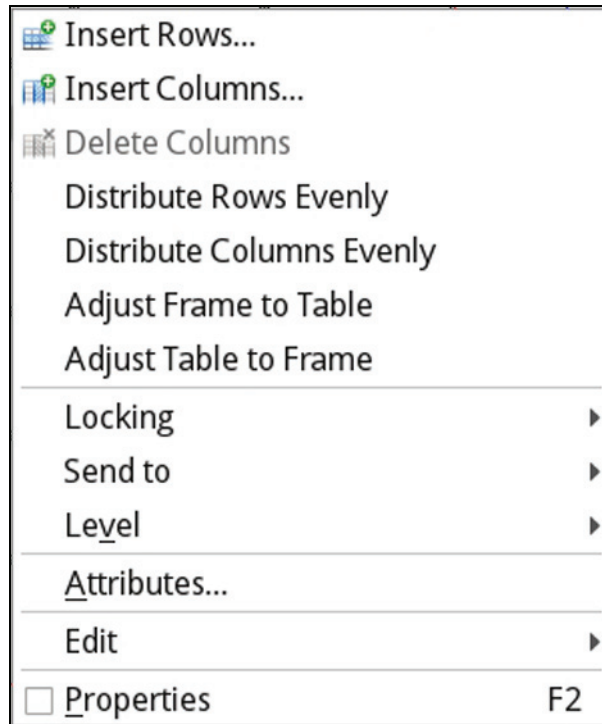 Insert Rows...
Insert Columns...
Delete Columns
Distribute Rows Evenly
Distribute Columns Evenly
Adjust Frame to Table
Adjust Table to Frame
Locking
Send to
Level
Attributes...
Edit
Properties F2